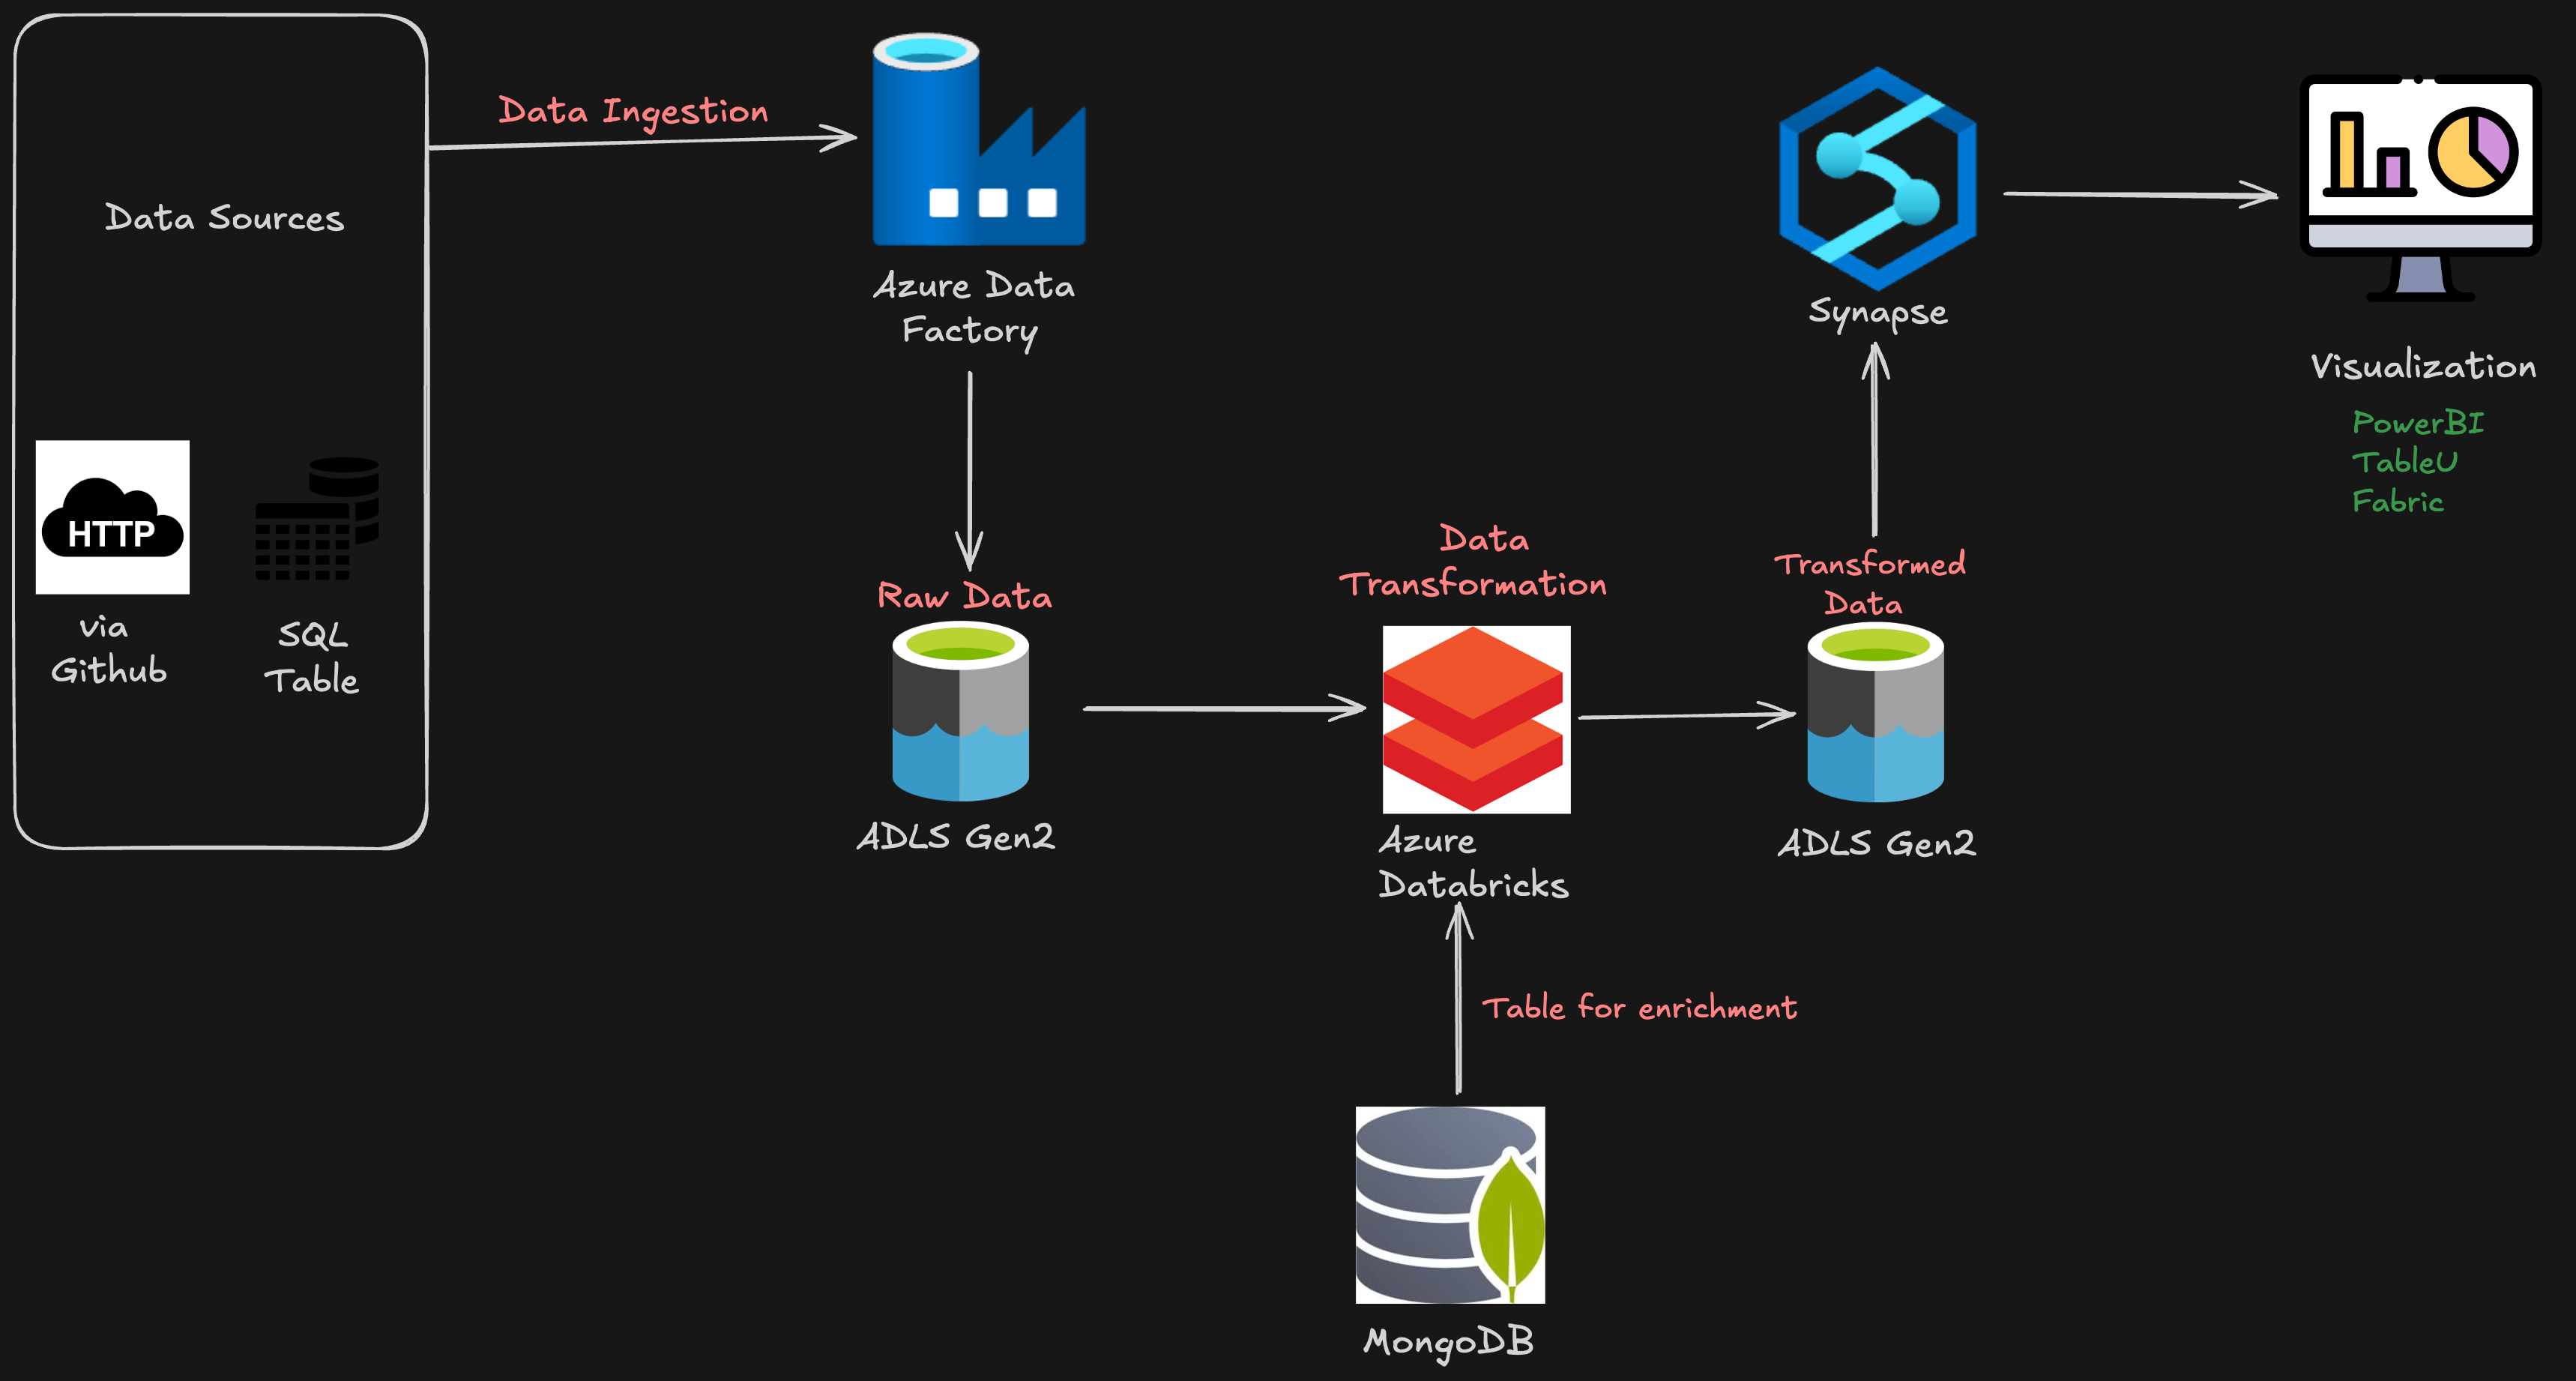 Data Sources
HTTP
via
Github
SQL
Table
Data Ingestion
Azure Data
Factory
Raw Data
ADLS Gen2
Data
Transformation
Azure
Databricks
Table for enrichment
MongoDB
Transformed
Data
ADLS Gen2
Synapse
Visualization
PowerBI
TableU
Fabric